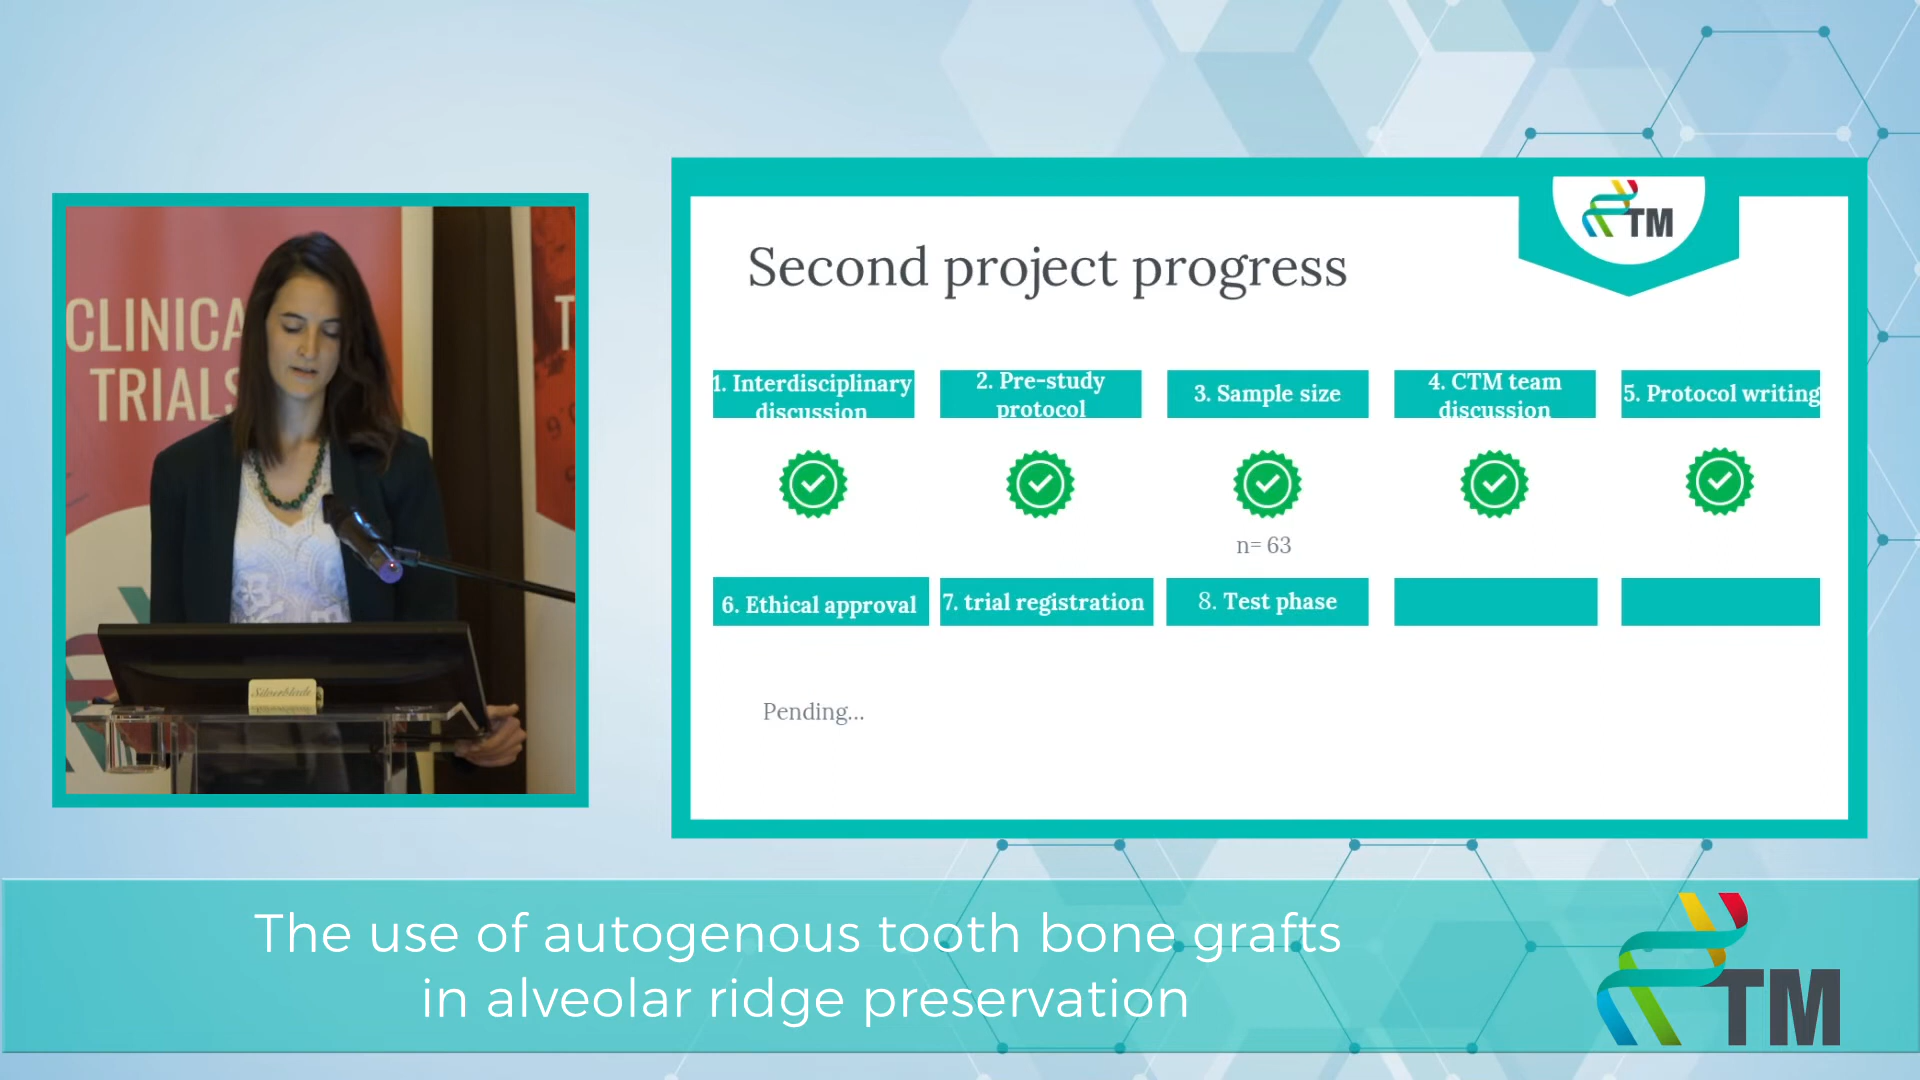 CLINICA
TRIALS
T
Silverblade
TM
Second project progress
1. Interdisciplinary
discussion
2. Pre-study
protocol
3. Sample size
4. CTM team
discussion
5. Protocol writing
n= 63
6. Ethical approval
7. trial registration
8. Test phase
Pending...
The use of autogenous tooth bone grafts
in alveolar ridge preservation
TM